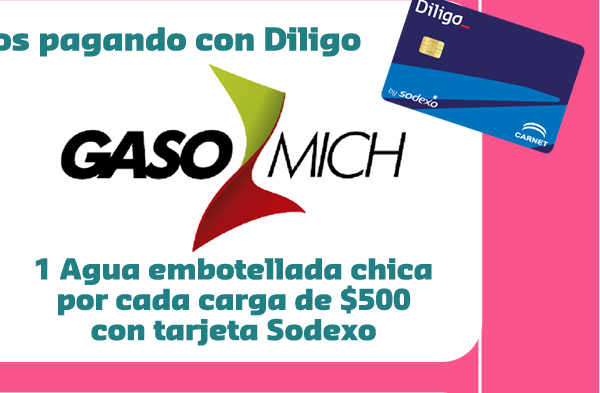 os pagando con Diligo
Diligo_
by sodexo
CARNET
GASO MICH
1 Agua embotellada chica
por cada carga de $500
con tarjeta Sodexo